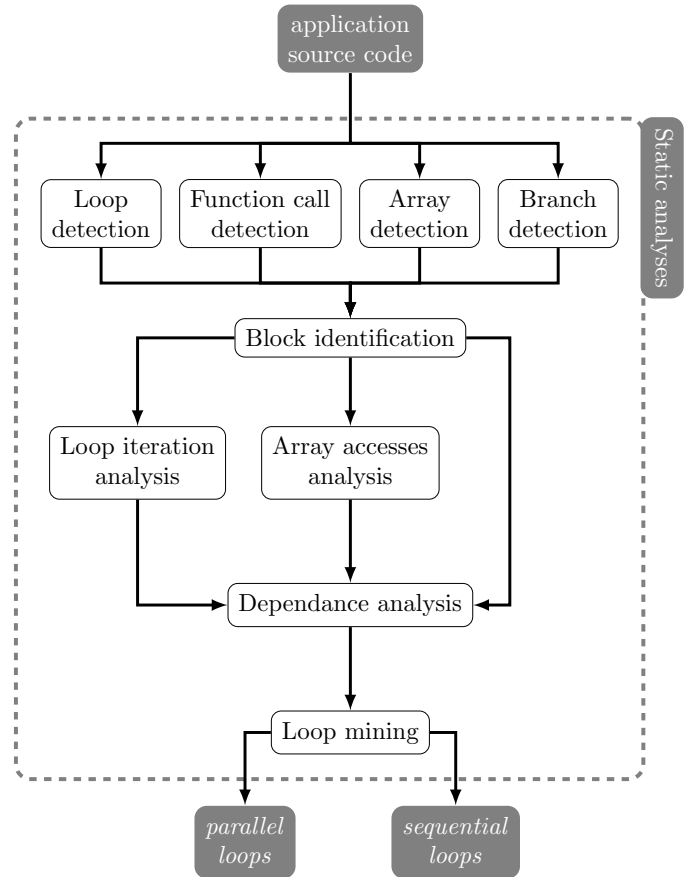 application
source code
Static analyses
Loop
detection
Function call
detection
Array
detection
Branch
detection
Block identification
Loop iteration
analysis
Array accesses
analysis
Dependance analysis
Loop mining
parallel
loops
sequential
loops